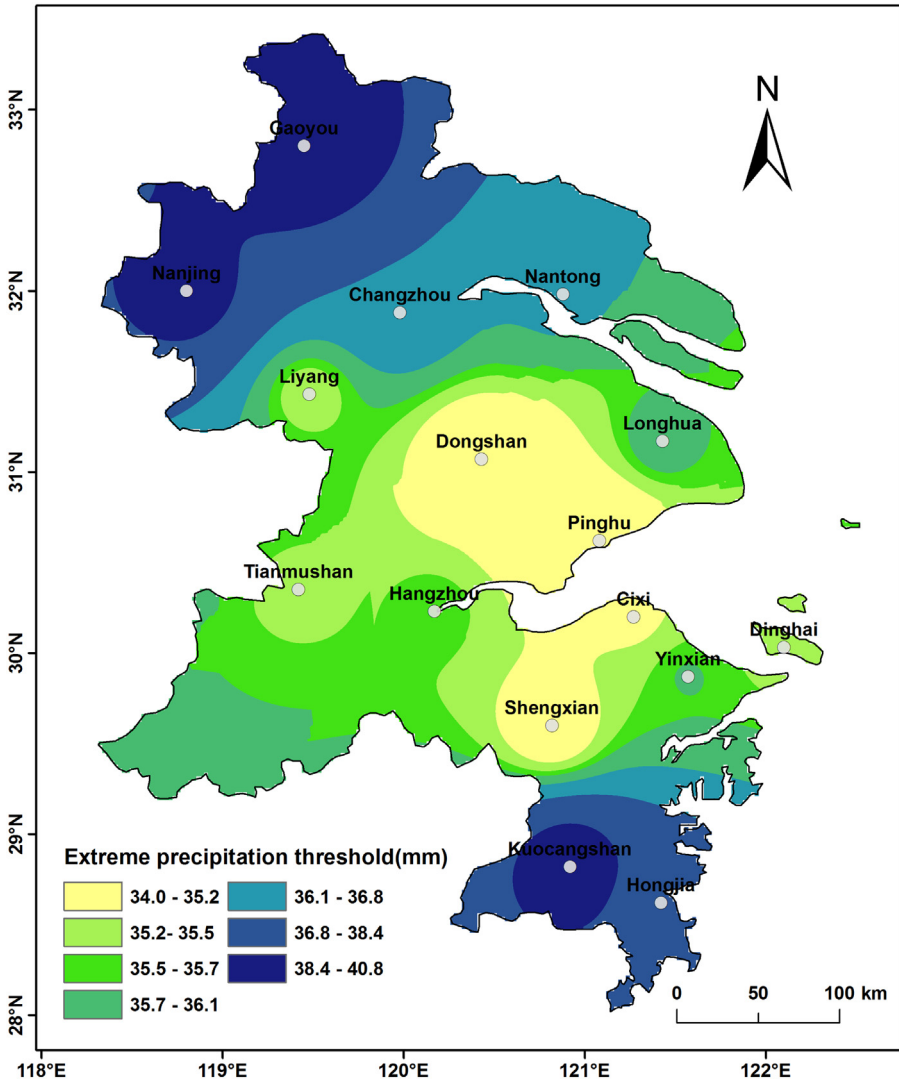 N
33°N
Gaoyou
32°N
Nanjing
Nantong
Changzhou
Liyang
Longhua
Dongshan
31°N
Pinghu
Tianmushan
Hangzhou
Cixi
30°N
Dinghai
Yinxian
Shengxian
29°N
Kuocangshan
Hongjia
Extreme precipitation threshold(mm)
34.0 - 35.2
36.1 - 36.8
35.2- 35.5
36.8 - 38.4
35.5 - 35.7
38.4 - 40.8
35.7 - 36.1
0 50 100 km
28°N
118°E 119°E 120°E 121°E 122°E